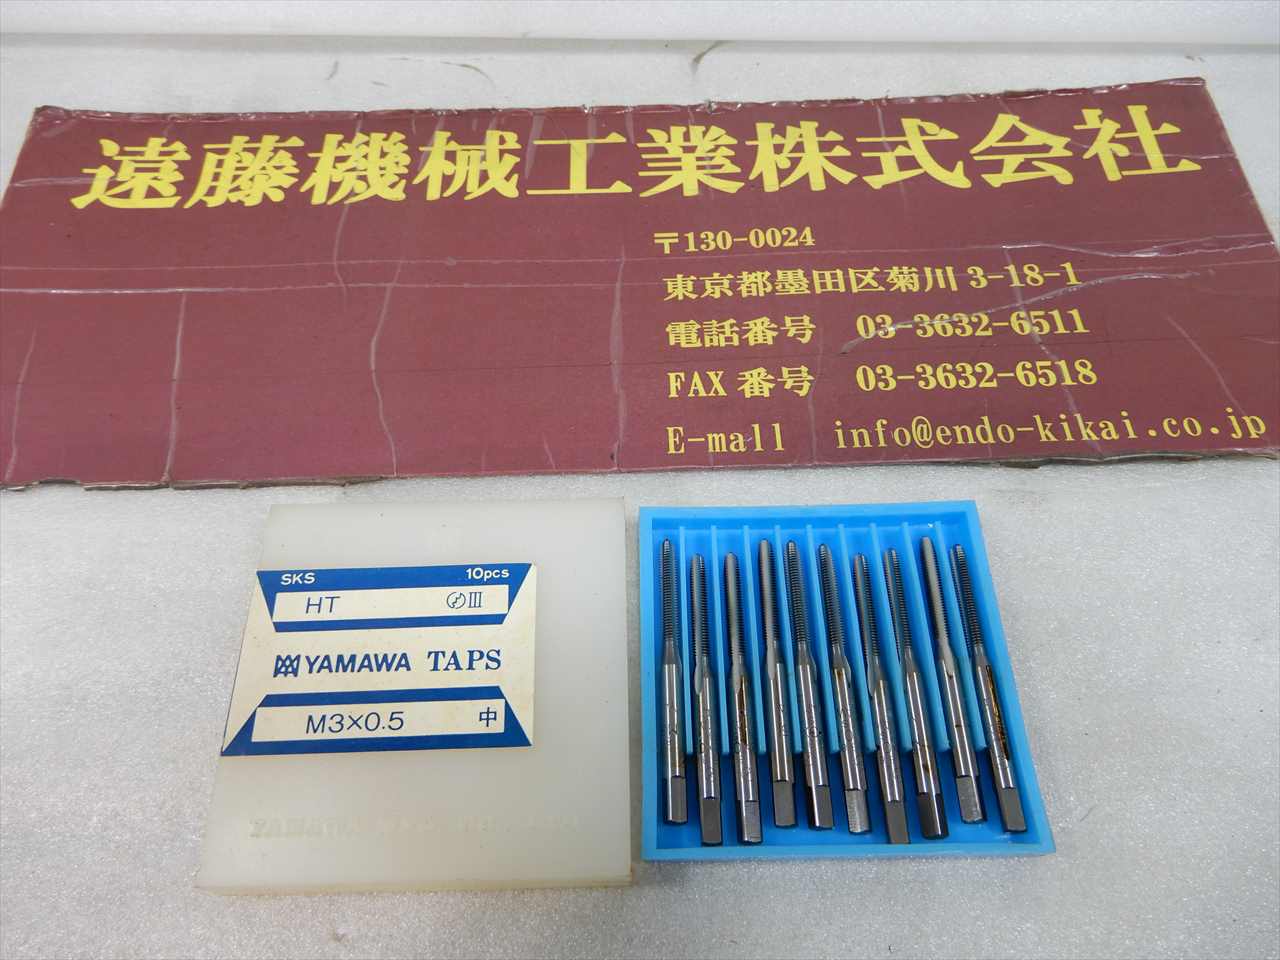 遠藤機械工業株式会社
〒130-0024
東京都墨田区菊川 3-18-1
電話番号 03-3632-6511
FAX 番号 03-3632-6518
E-mall info@endo-kikai.co.jp
SKS 10pcs
HT III
YAMAWA TAPS
M3×0.5 中
YAMAWA